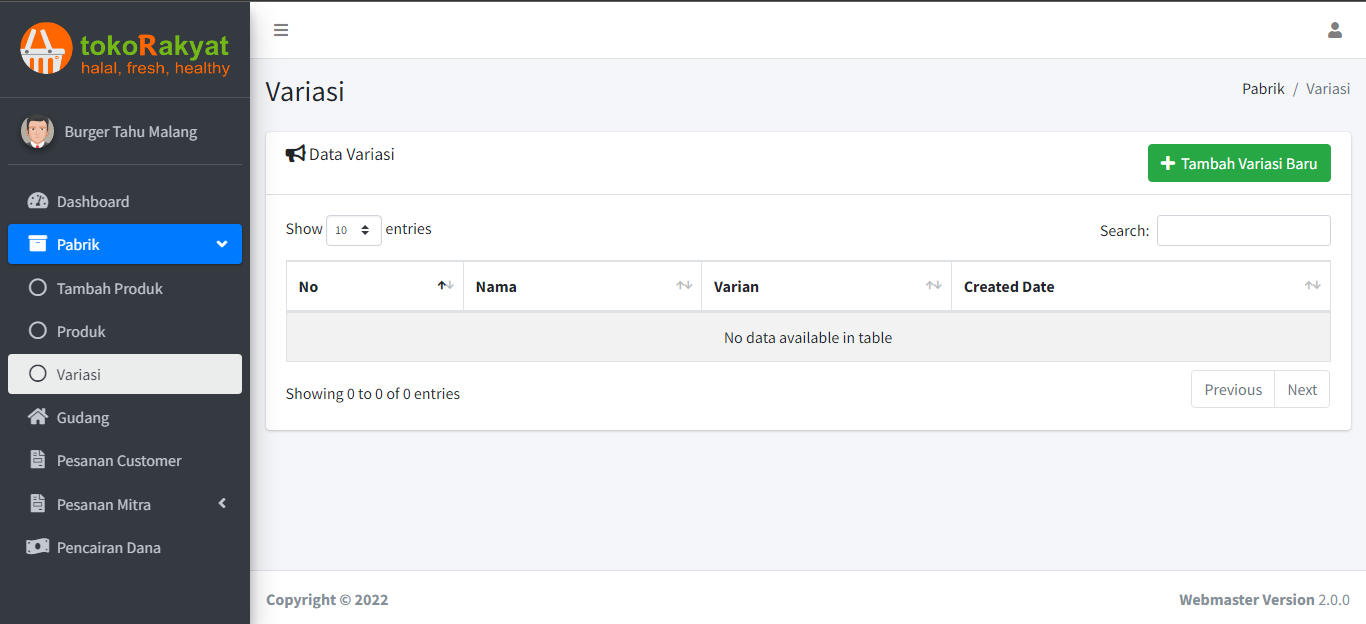 tokoRakyat
halal, fresh, healthy
Burger Tahu Malang
Dashboard
Pabrik
Tambah Produk
Produk
Variasi
Gudang
Pesanan Customer
Pesanan Mitra
Pencairan Dana
Variasi
Pabrik / Variasi
Data Variasi
Tambah Variasi Baru
Show 10 entries
Search:
No Nama Varian Created Date
No data available in table
Showing 0 to 0 of 0 entries
Previous Next
Copyright © 2022
Webmaster Version 2.0.0